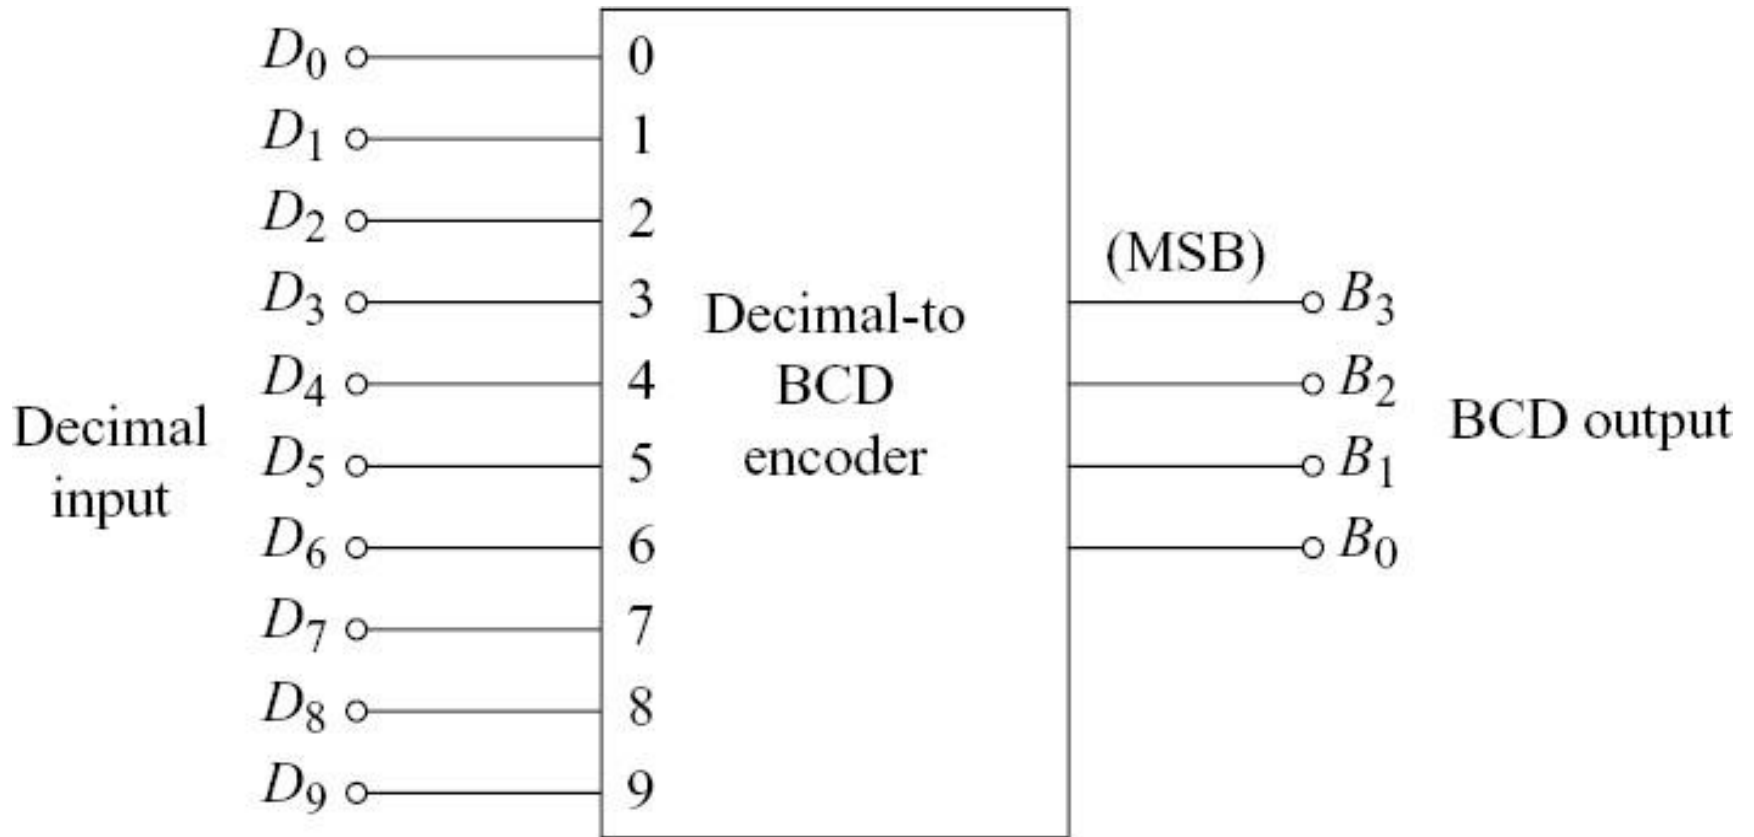 D0 0
D1 1
D2 2
(MSB)
D3 3 B3
Decimal-to
D4 4 B2
BCD
Decimal
input
BCD output
D5 5 B1
encoder
D6 6 B0
D7 7
D8 8
D9 9